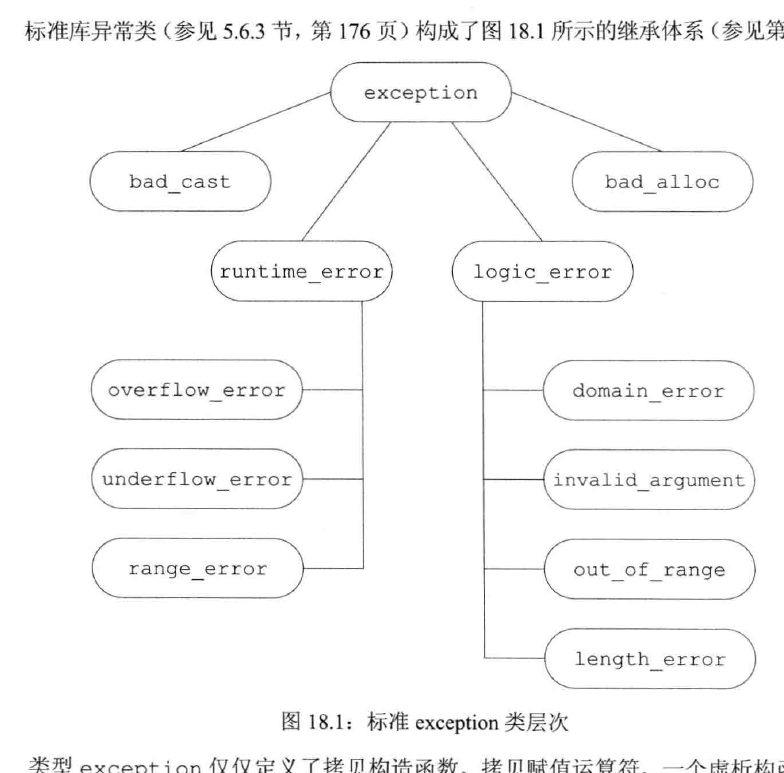 标准库异常类（参见 5.6.3 节，第 176 页）构成了图 18.1 所示的继承体系（参见第
exception
bad_cast
bad_alloc
runtime_error
logic_error
overflow_error
domain_error
underflow_error
invalid_argument
range_error
out_of_range
length_error
图 18.1：标准 exception 类层次
类型 exception 仅仅定义了拷贝构造函数、拷贝赋值运算符、一个虚析构函